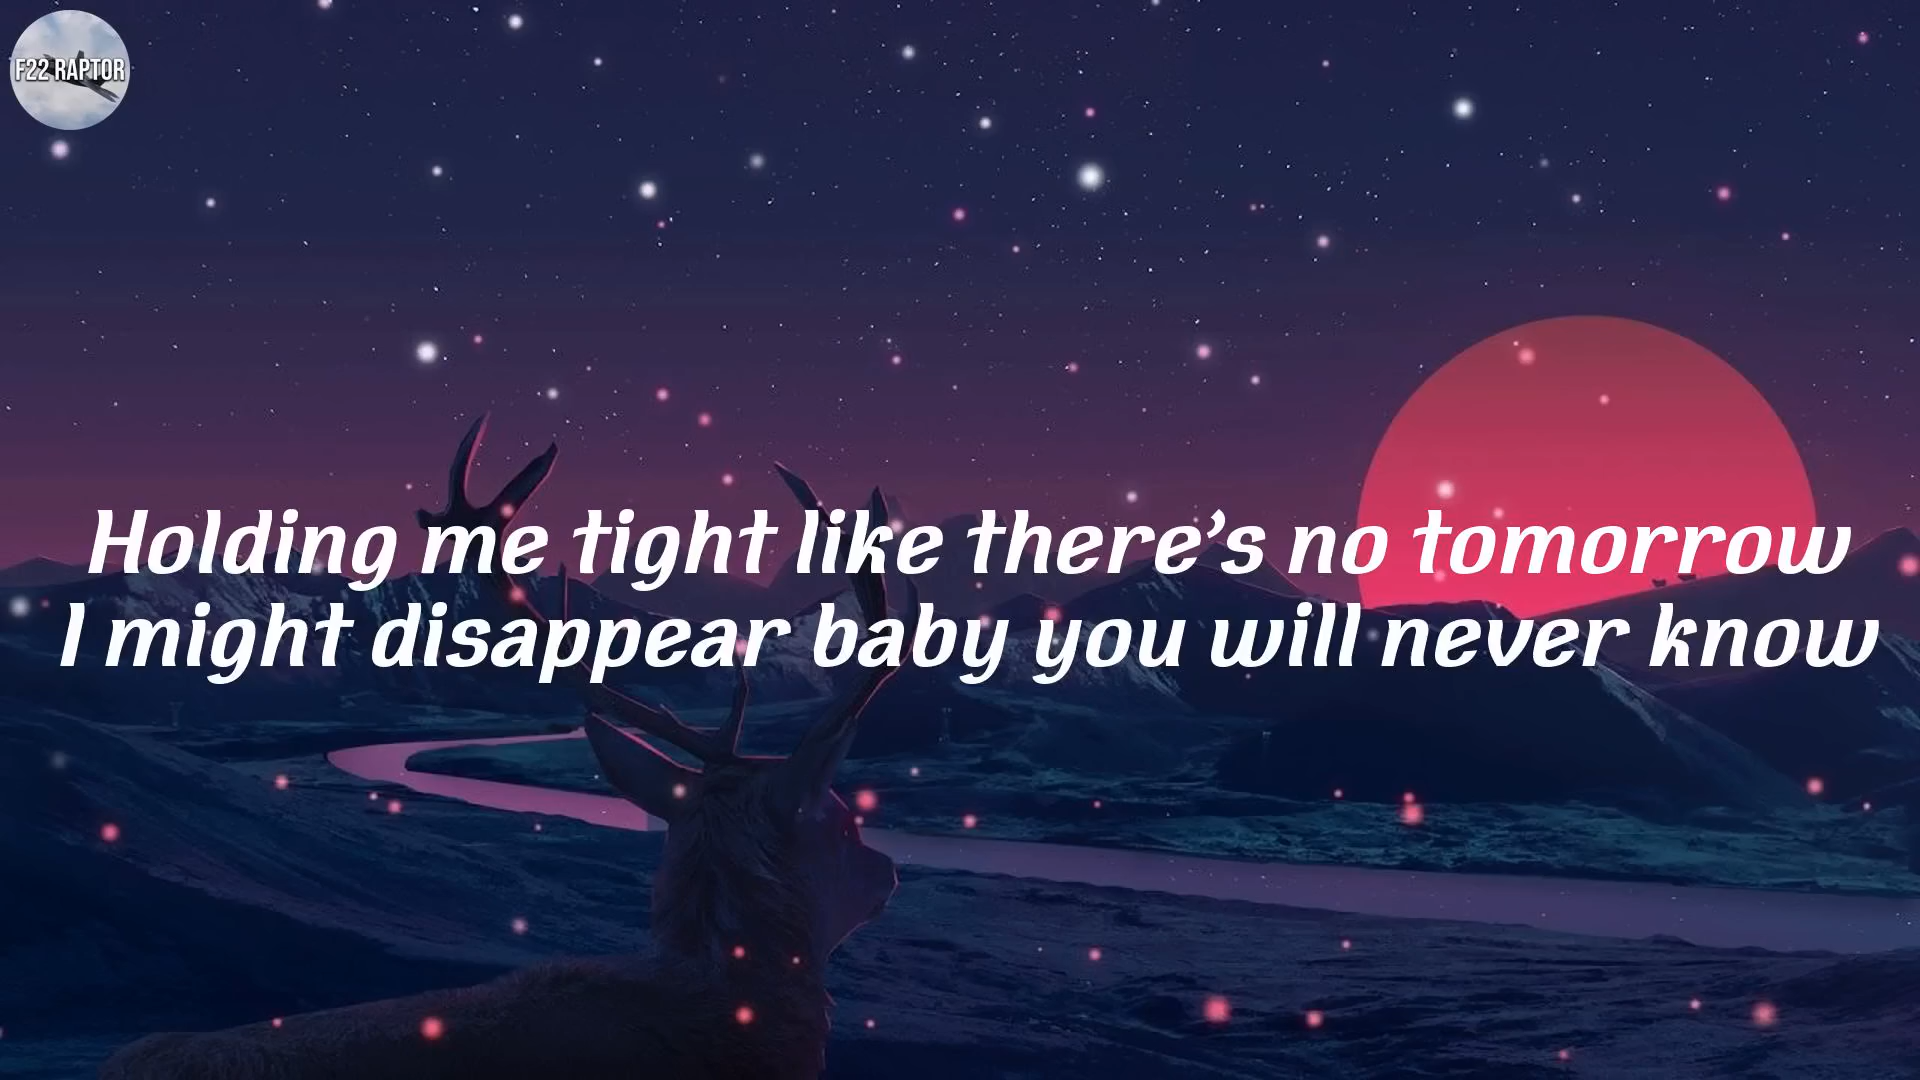 F22 RAPTOR
Holding me tight like there’s no tomorrow
I might disappear baby you will never know